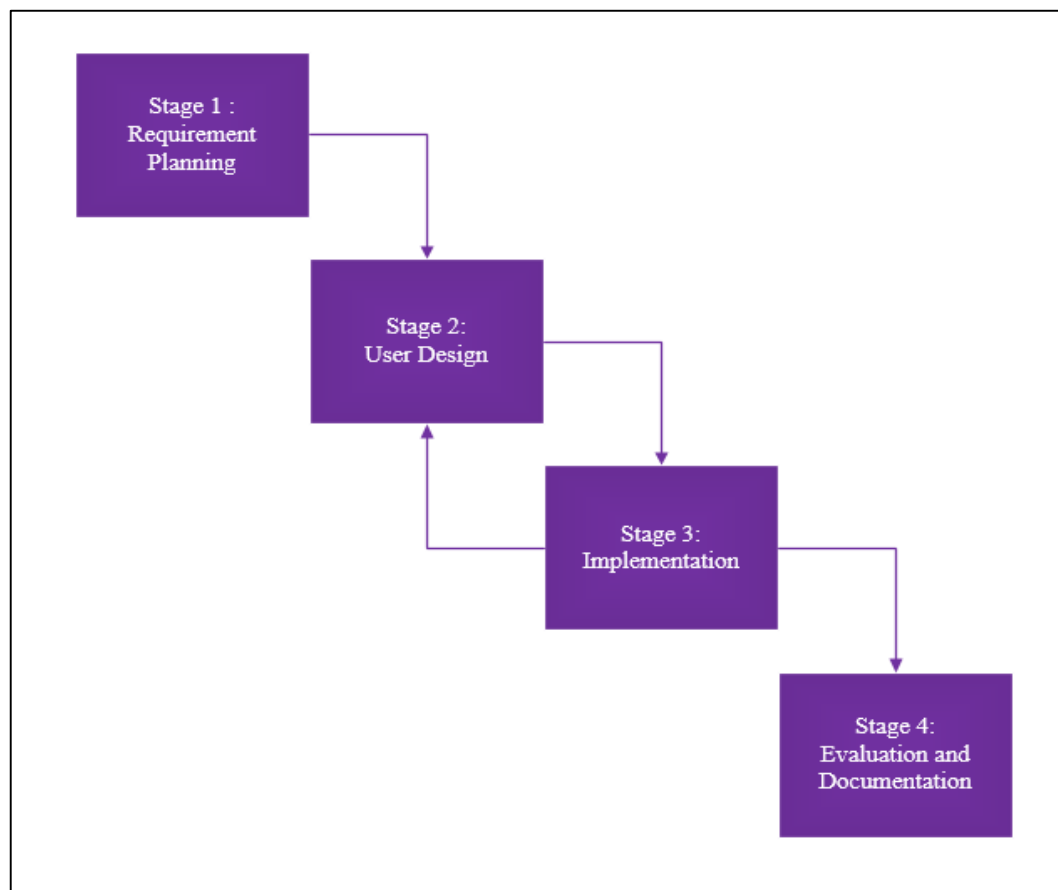 Stage 1 :
Requirement
Planning
Stage 2:
User Design
Stage 3:
Implementation
Stage 4:
Evaluation and
Documentation